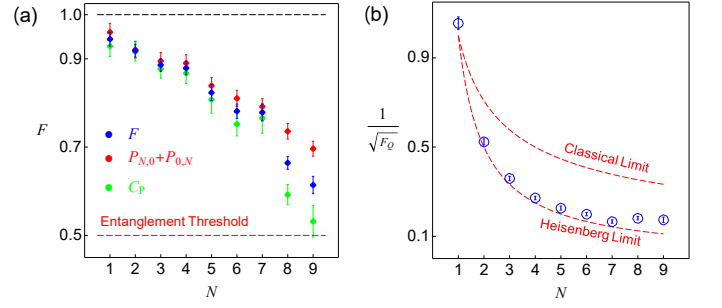 (a)
F
1.0
0.9
0.7
0.5
F
P_{N,0}+P_{0,N}
C_P
Entanglement Threshold
1 2 3 4 5 6 7 8 9
N
(b)
1/√F_Q
0.9
0.5
0.1
Classical Limit
Heisenberg Limit
1 2 3 4 5 6 7 8 9
N